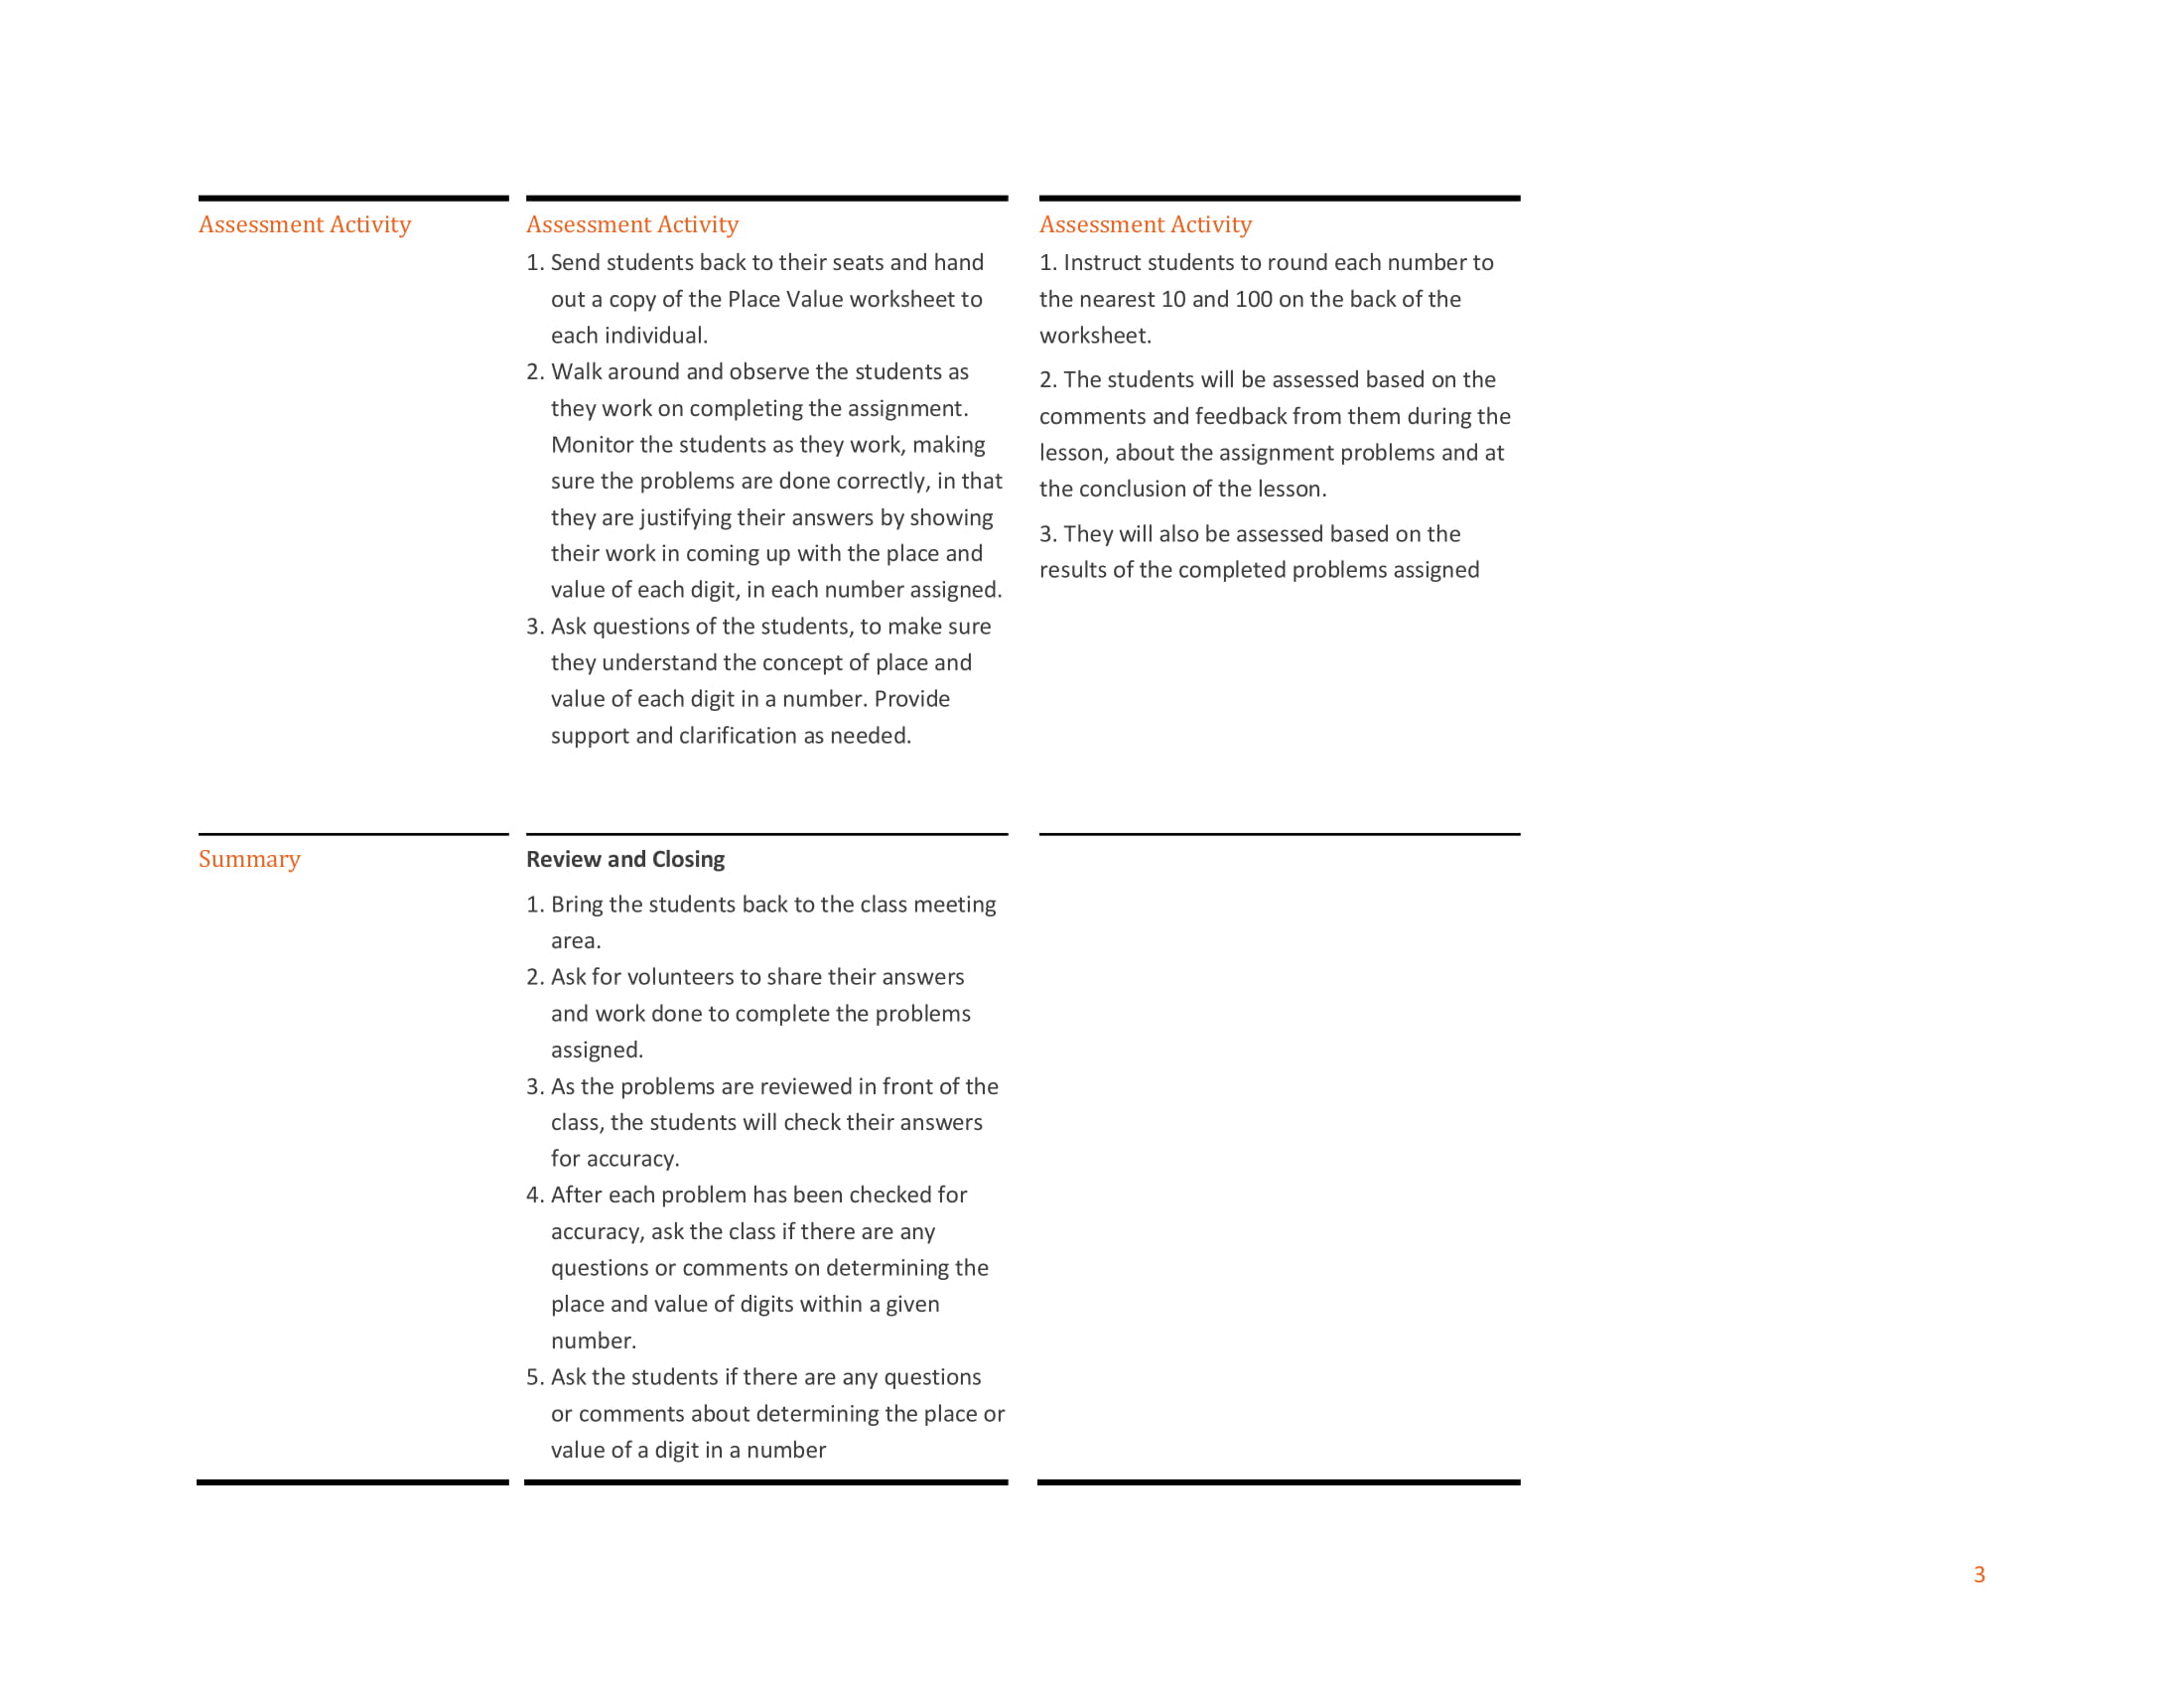 Assessment Activity
Assessment Activity
1. Send students back to their seats and hand
out a copy of the Place Value worksheet to
each individual.
2. Walk around and observe the students as
they work on completing the assignment.
Monitor the students as they work, making
sure the problems are done correctly, in that
they are justifying their answers by showing
their work in coming up with the place and
value of each digit, in each number assigned.
3. Ask questions of the students, to make sure
they understand the concept of place and
value of each digit in a number. Provide
support and clarification as needed.
Assessment Activity
1. Instruct students to round each number to
the nearest 10 and 100 on the back of the
worksheet.
2. The students will be assessed based on the
comments and feedback from them during the
lesson, about the assignment problems and at
the conclusion of the lesson.
3. They will also be assessed based on the
results of the completed problems assigned
Summary
Review and Closing
1. Bring the students back to the class meeting
area.
2. Ask for volunteers to share their answers
and work done to complete the problems
assigned.
3. As the problems are reviewed in front of the
class, the students will check their answers
for accuracy.
4. After each problem has been checked for
accuracy, ask the class if there are any
questions or comments on determining the
place and value of digits within a given
number.
5. Ask the students if there are any questions
or comments about determining the place or
value of a digit in a number
3